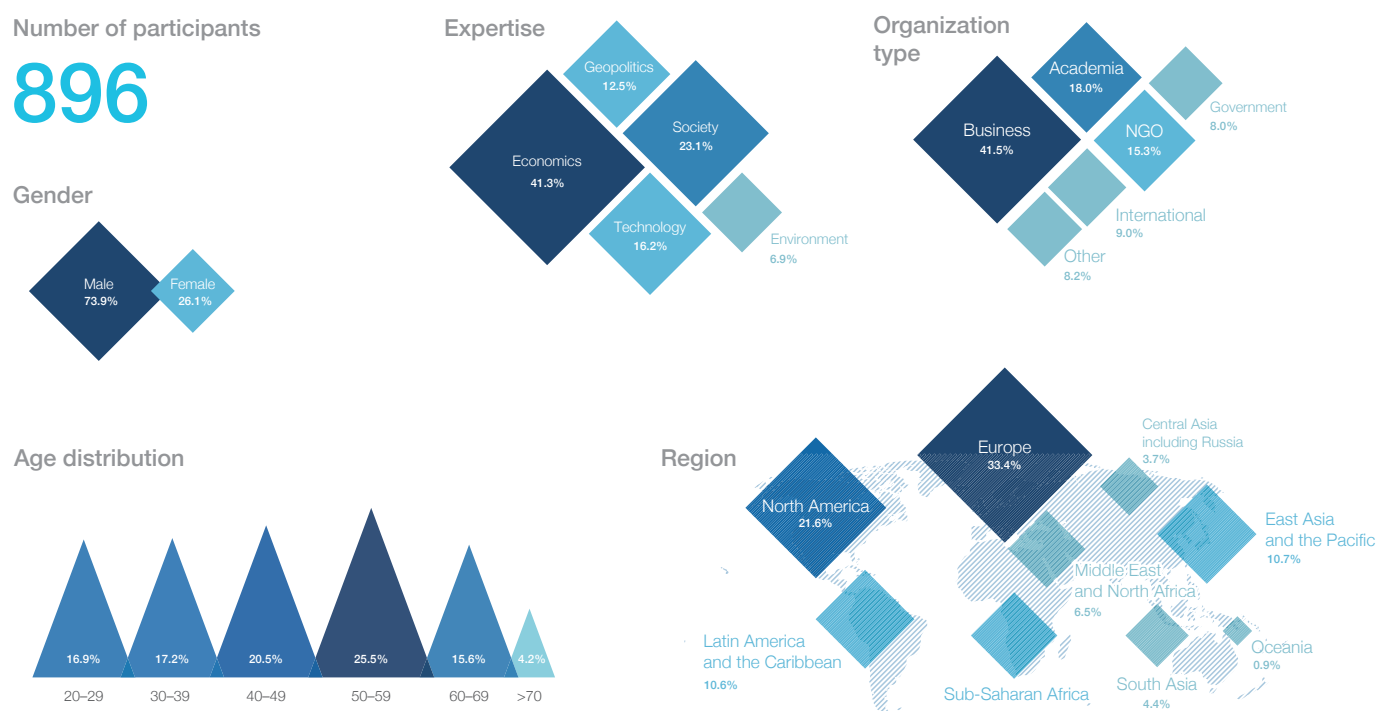 Number of participants
896
Gender
Male
73.9%
Female
26.1%
Expertise
Geopolitics
12.5%
Society
23.1%
Economics
41.3%
Technology
16.2%
Environment
6.9%
Organization
type
Academia
18.0%
Government
8.0%
Business
41.5%
NGO
15.3%
International
9.0%
Other
8.2%
Age distribution
16.9%
17.2%
20.5%
25.5%
15.6%
4.2%
20–29
30–39
40–49
50–59
60–69
>70
Region
Europe
33.4%
Central Asia
including Russia
3.7%
North America
21.6%
East Asia
and the Pacific
10.7%
Middle East
and North Africa
6.5%
Latin America
and the Caribbean
10.6%
Sub-Saharan Africa
South Asia
4.4%
Oceania
0.9%